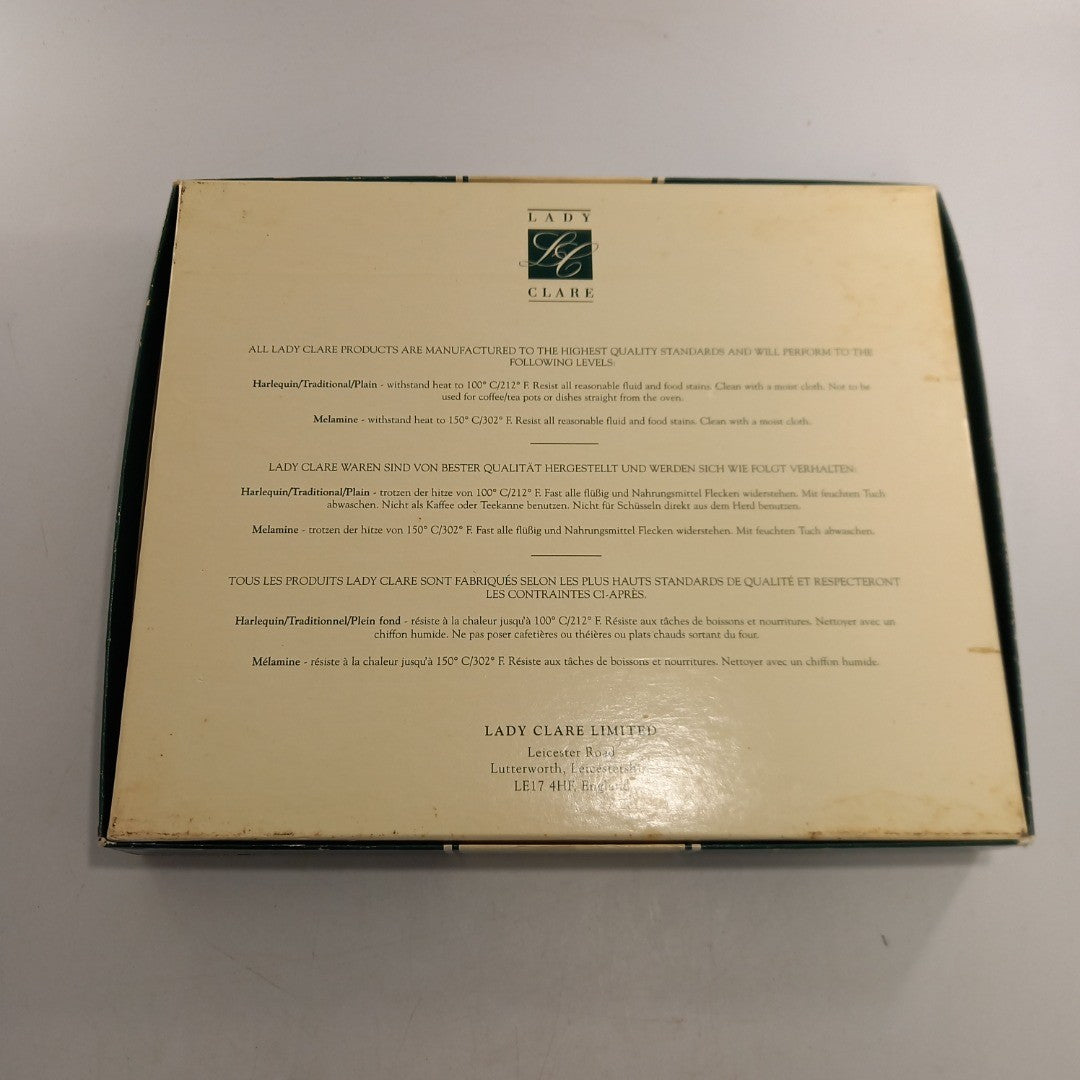 LADY
LC
CLARE
ALL LADY CLARE PRODUCTS ARE MANUFACTURED TO THE HIGHEST QUALITY STANDARDS AND WILL PERFORM TO THE
FOLLOWING LEVELS:
Harlequin/Traditional/Plain - withstand heat to 100° C/212° F. Resist all reasonable fluid and food stains. Clean with a moist cloth. Not to be
used for coffee/tea pots or dishes straight from the oven.
Melamine - withstand heat to 150° C/302° F. Resist all reasonable fluid and food stains. Clean with a moist cloth.
LADY CLARE WAREN SIND VON BESTER QUALITÄT HERGESTELLT UND WERDEN SICH WIE FOLGT VERHALTEN:
Harlequin/Traditional/Plain - trotzen der hitze von 100° C/212° F. Fast alle flüßig und Nahrungsmittel Flecken widerstehen. Mit feuchten Tuch
abwaschen. Nicht als Kaffee oder Teekanne benutzen. Nicht für Schüsseln direkt aus dem Herd benutzen.
Melamine - trotzen der hitze von 150° C/302° F. Fast alle flüßig und Nahrungsmittel Flecken widerstehen. Mit feuchten Tuch abwaschen.
TOUS LES PRODUITS LADY CLARE SONT FABRIQUÉS SELON LES PLUS HAUTS STANDARDS DE QUALITÉ ET RESPECTERONT
LES CONTRAINTES CI-APRÈS.
Harlequin/Traditionnel/Plein fond - résiste à la chaleur jusqu'à 100° C/212° F. Résiste aux tâches de boissons et nourritures. Nettoyer avec un
chiffon humide. Ne pas poser cafetières ou théières ou plats chauds sortant du four.
Mélamine - résiste à la chaleur jusqu'à 150° C/302° F. Résiste aux tâches de boissons et nourritures. Nettoyer avec un chiffon humide.
LADY CLARE LIMITED
Leicester Road
Lutterworth,
LE17 4HF, England